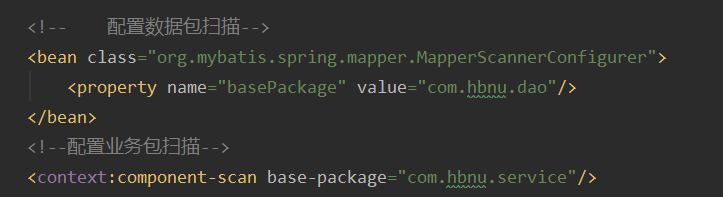 <!--    配置数据包扫描-->
<bean class="org.mybatis.spring.mapper.MapperScannerConfigurer">
    <property name="basePackage" value="com.hbnu.dao"/>
</bean>
<!--配置业务包扫描-->
<context:component-scan base-package="com.hbnu.service"/>